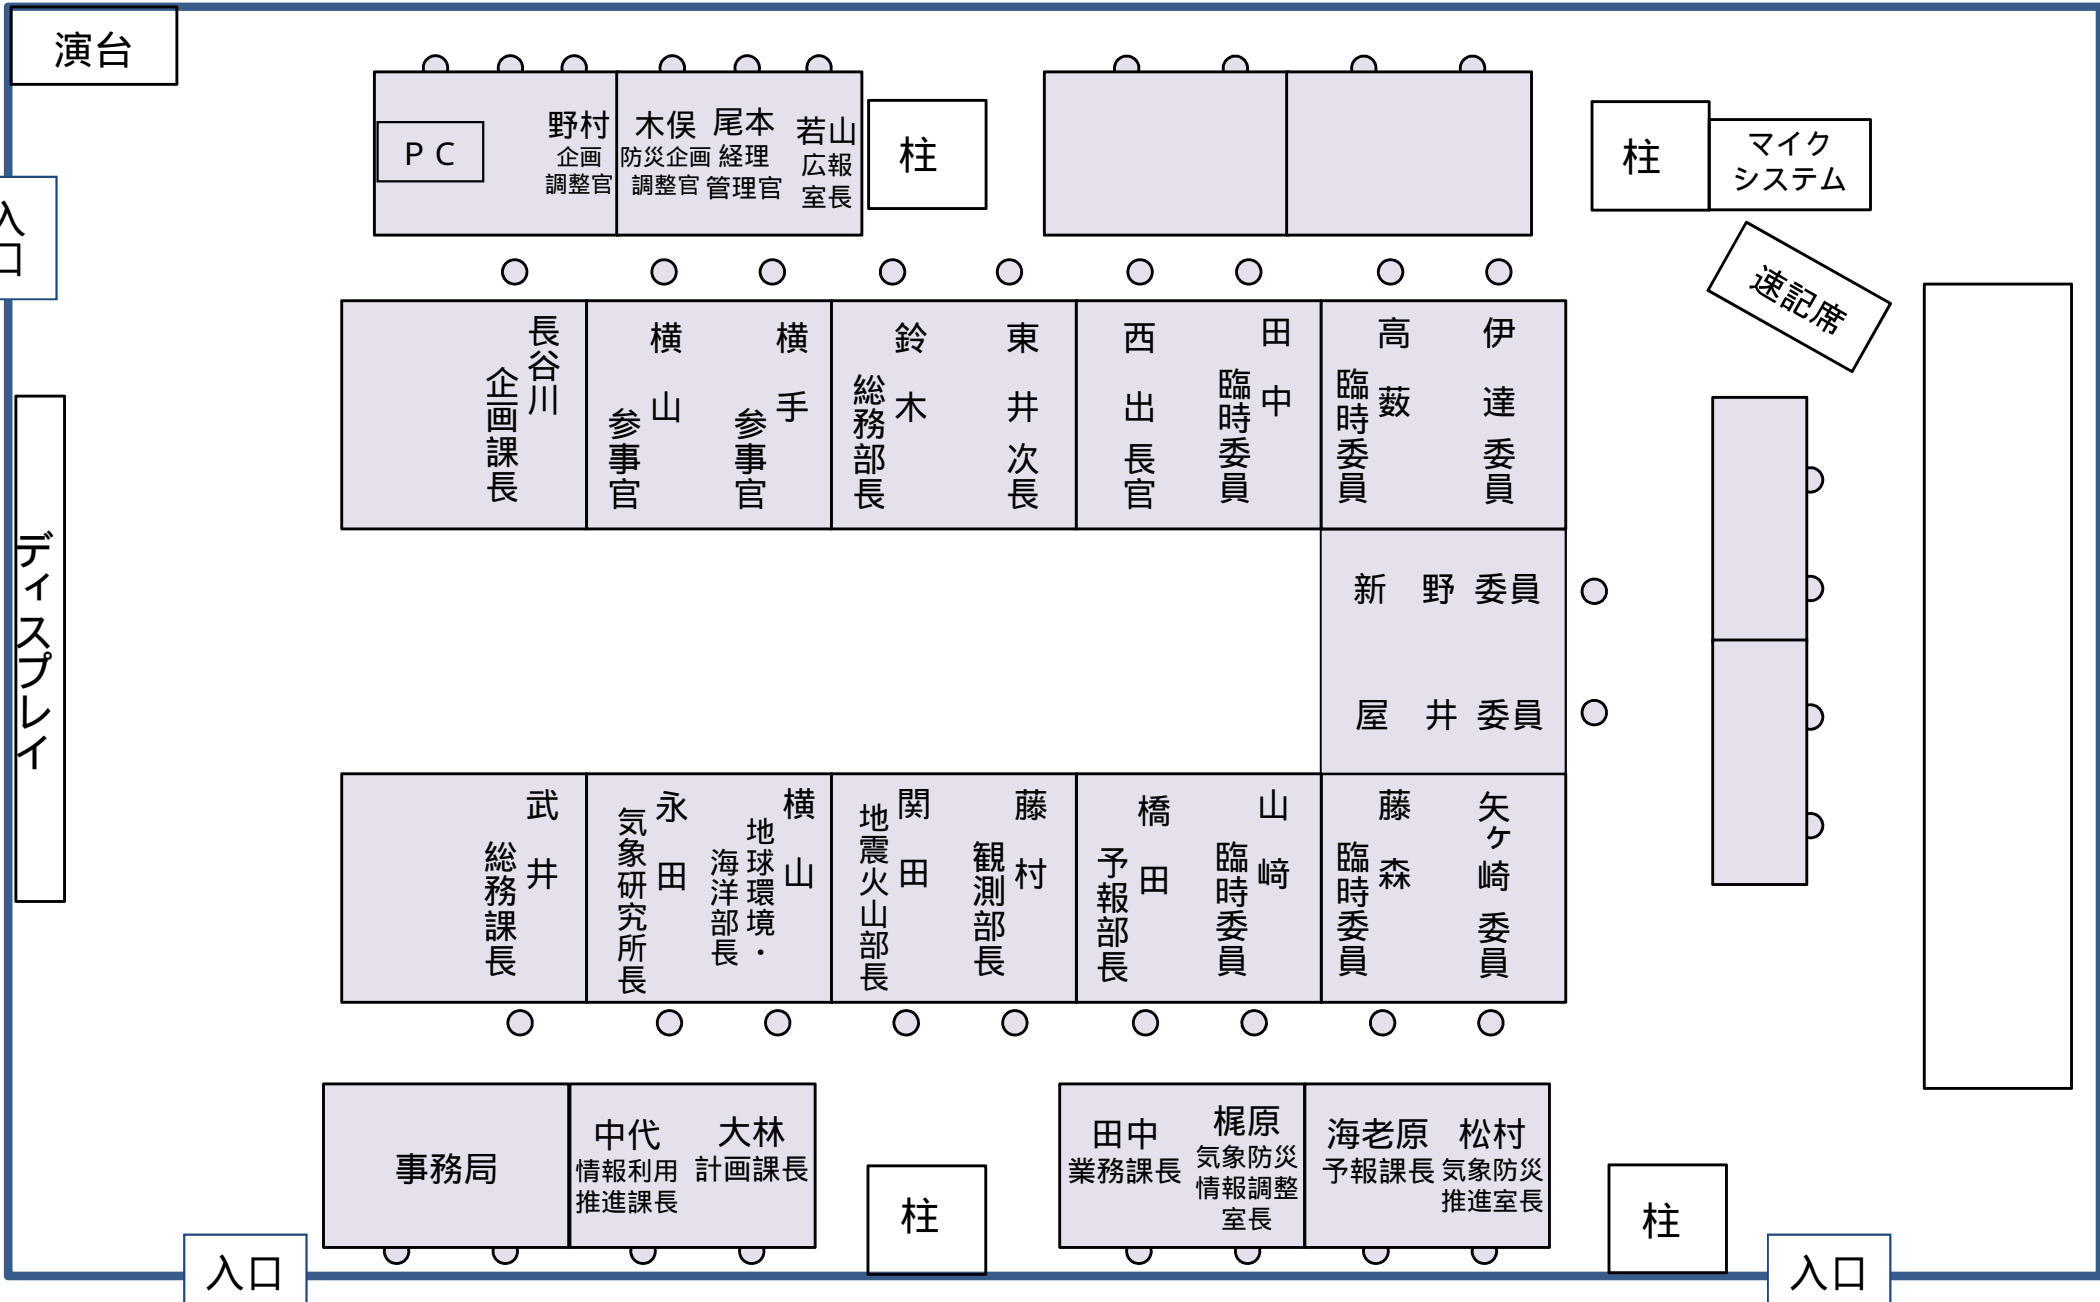 演台
ＰＣ
野村
企画
調整官
木俣
防災企画
調整官
尾本
経理
管理官
若山
広報
室長
柱
柱
マイク
システム
入口
速記席
長谷川
企画課長
横山
参事官
横手
参事官
鈴木
総務部長
東井次長
西出長官
田中
臨時委員
高薮
臨時委員
伊達委員
新野委員
屋井委員
ディスプレイ
武井
総務課長
永田
気象研究所長
横山
地球環境・
海洋部長
関田
地震火山部長
藤村
観測部長
橋田
予報部長
山﨑
臨時委員
藤森
臨時委員
矢ケ崎委員
事務局
中代
情報利用
推進課長
大林
計画課長
柱
田中
業務課長
梶原
気象防災
情報調整
室長
海老原
予報課長
松村
気象防災
推進室長
柱
入口
入口